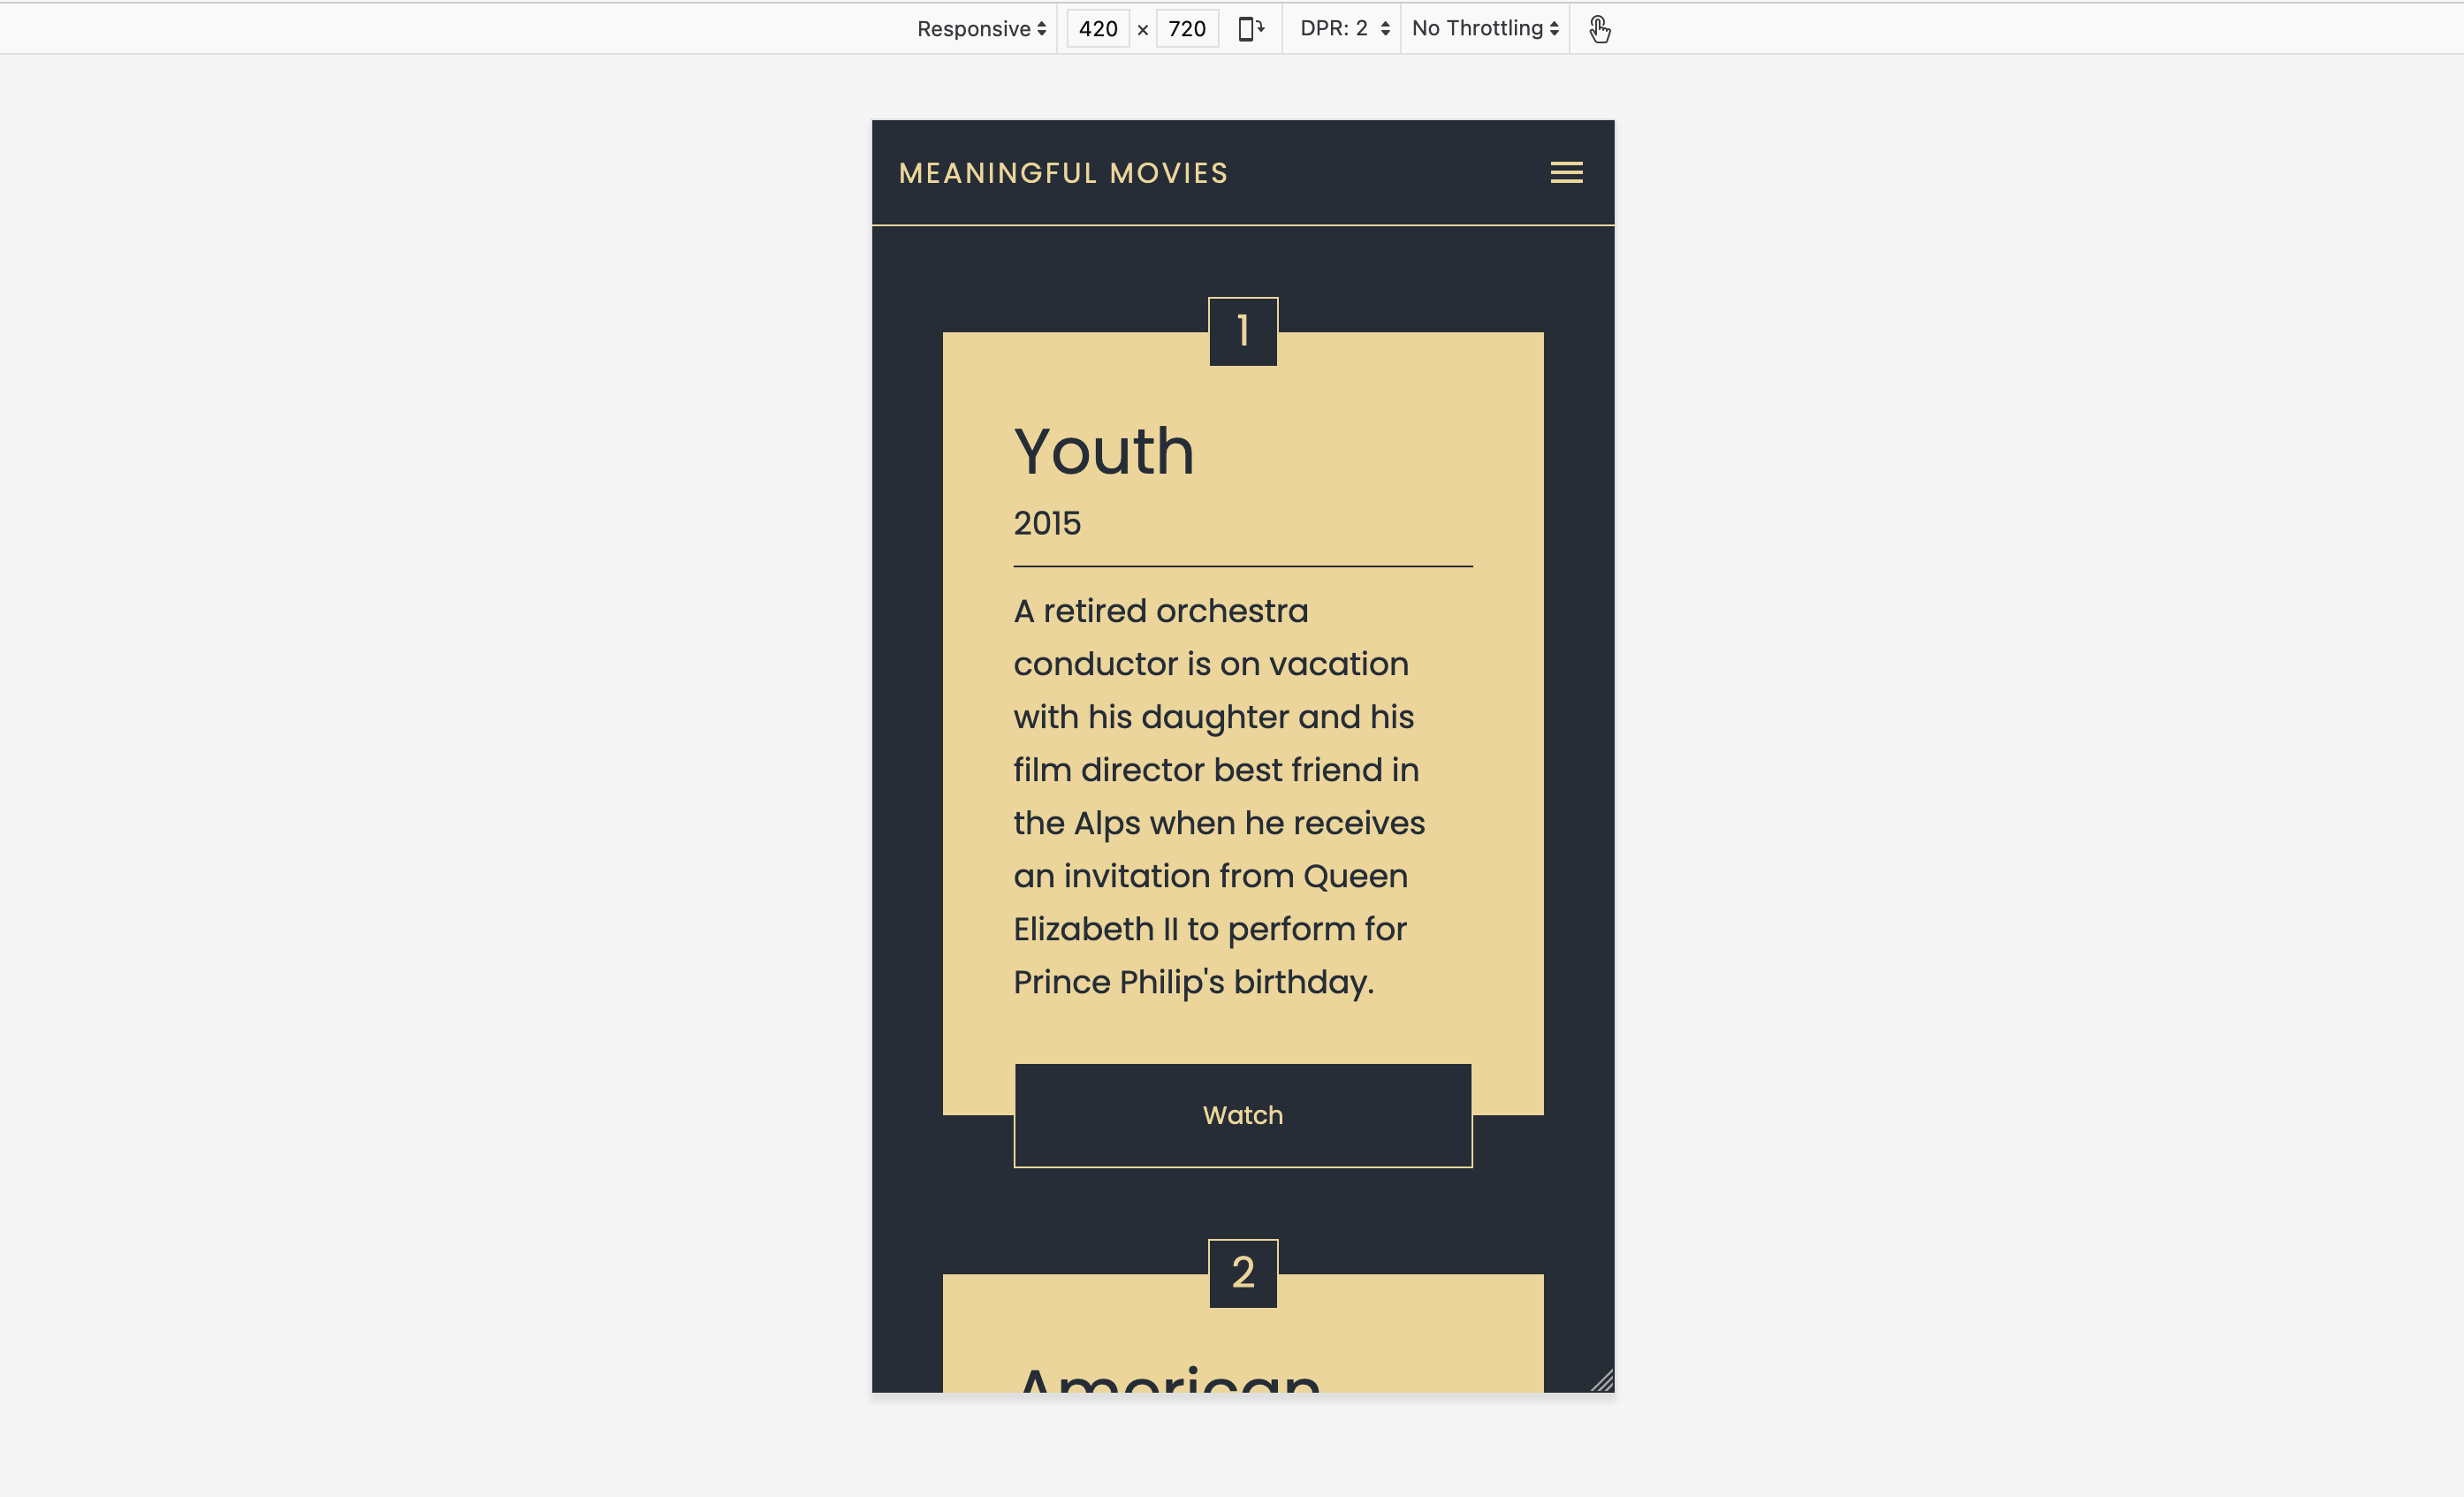 Responsive 420 × 720 DPR: 2 No Throttling
MEANINGFUL MOVIES
1
Youth
2015
A retired orchestra
conductor is on vacation
with his daughter and his
film director best friend in
the Alps when he receives
an invitation from Queen
Elizabeth II to perform for
Prince Philip's birthday.
Watch
2
American